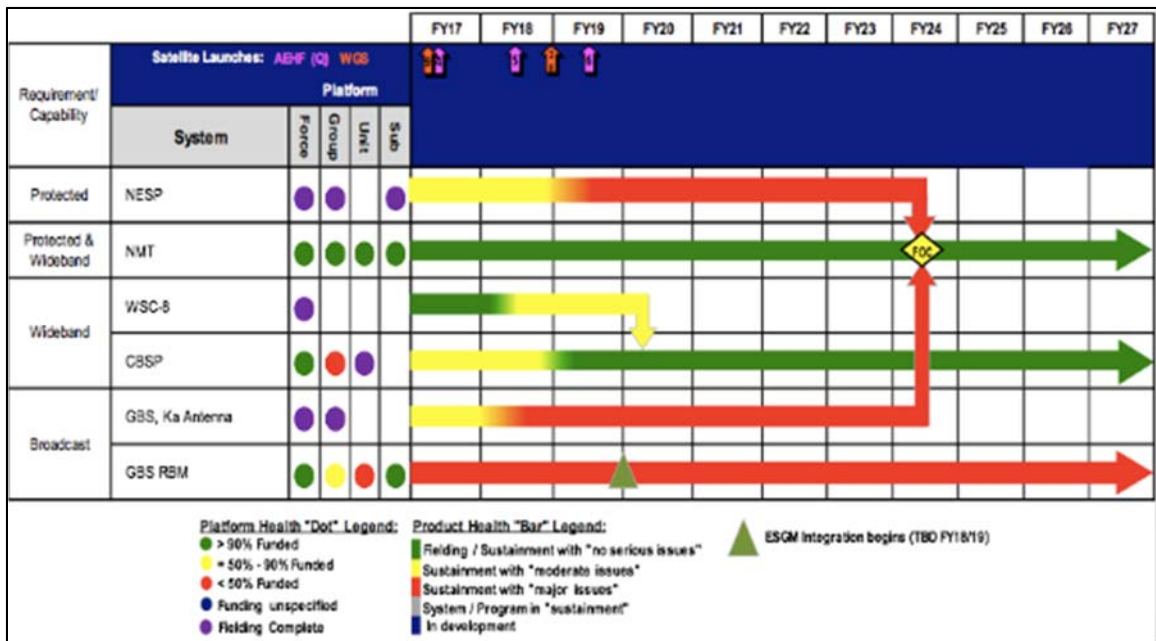 FY17 FY18 FY19 FY20 FY21 FY22 FY23 FY24 FY25 FY26 FY27
Requirement/
Capability
Satellite Launches: AEHF (Q) WGS
5 6
Platform
System Force Group Unit Sub
Protected NESP
Protected &
Wideband
NMT
FOC
Wideband
WSC-6
CBSP
Broadcast
GBS, Ka Antenna
GBS RBM
Platform Health "Dot" Legend:
> 90% Funded
= 50% - 90% Funded
< 50% Funded
Funding unspecified
Fielding Complete
Product Health "Bar" Legend:
Fielding / Sustainment with "no serious issues"
Sustainment with "moderate issues"
Sustainment with "major issues"
System / Program in "sustainment"
In development
ESGM Integration begins (TBD FY18/19)